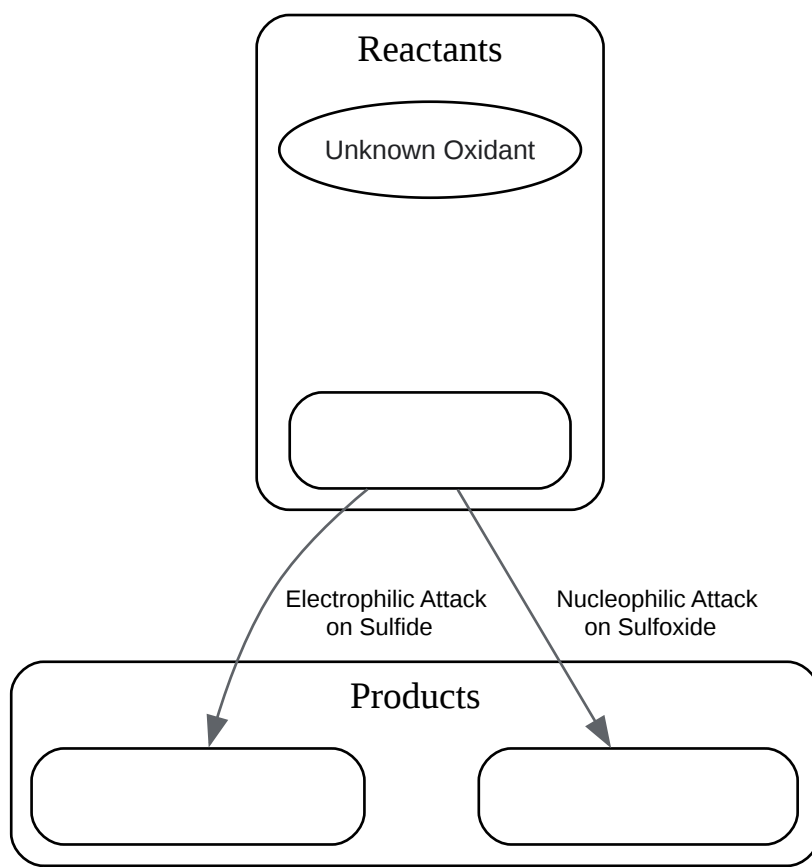 Reactants
Unknown Oxidant
Electrophilic Attack
on Sulfide
Nucleophilic Attack
on Sulfoxide
Products